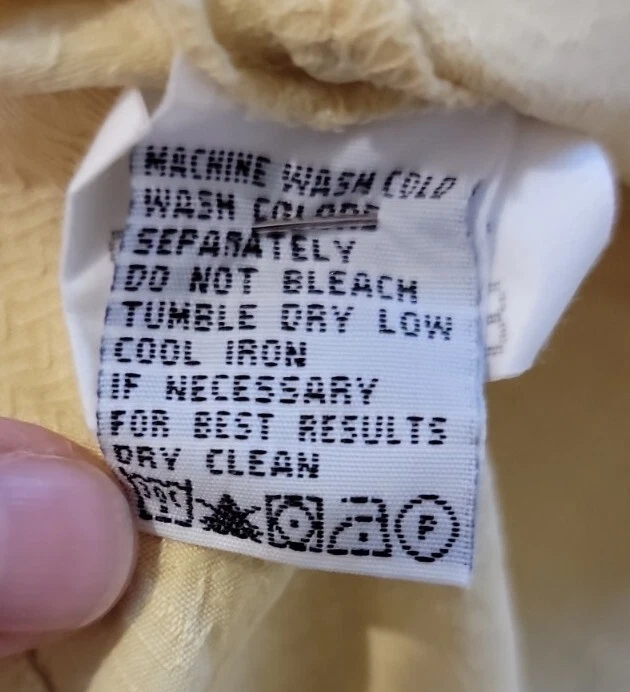 MACHINE WASH COLD
WASH COLORS
SEPARATELY
DO NOT BLEACH
TUMBLE DRY LOW
COOL IRON
IF NECESSARY
FOR BEST RESULTS
DRY CLEAN
30C
P